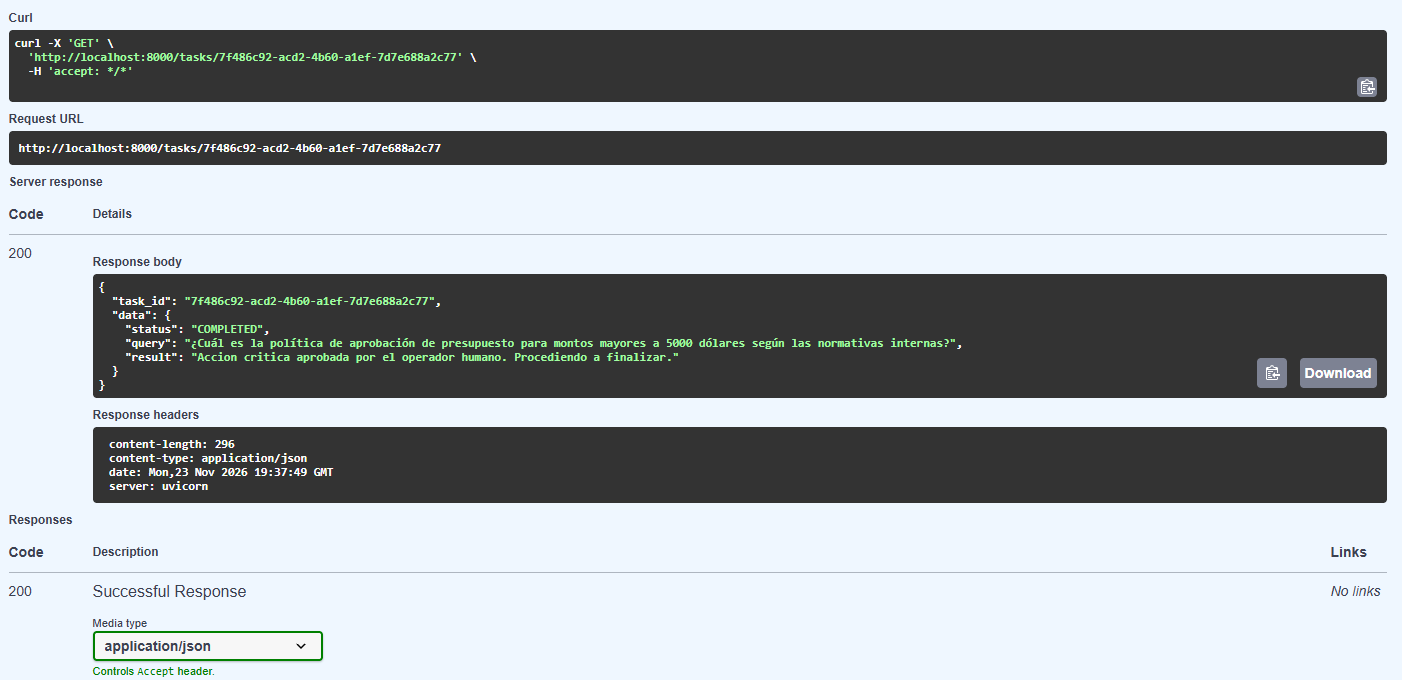 Curl
curl -X 'GET' \
'http://localhost:8000/tasks/7f486c92-acd2-4b60-a1ef-7d7e688a2c77' \
-H 'accept: */*'
Request URL
http://localhost:8000/tasks/7f486c92-acd2-4b60-a1ef-7d7e688a2c77
Server response
Code Details
200
Response body
{
"task_id": "7f486c92-acd2-4b60-a1ef-7d7e688a2c77",
"data": {
"status": "COMPLETED",
"query": "¿Cuál es la política de aprobación de presupuesto para montos mayores a 5000 dólares según las normativas internas?",
"result": "Accion critica aprobada por el operador humano. Procediendo a finalizar."
}
}
Download
Response headers
content-length: 296
content-type: application/json
date: Mon,23 Nov 2026 19:37:49 GMT
server: uvicorn
Responses
Code Description Links
200 Successful Response No links
Media type
application/json
Controls Accept header.